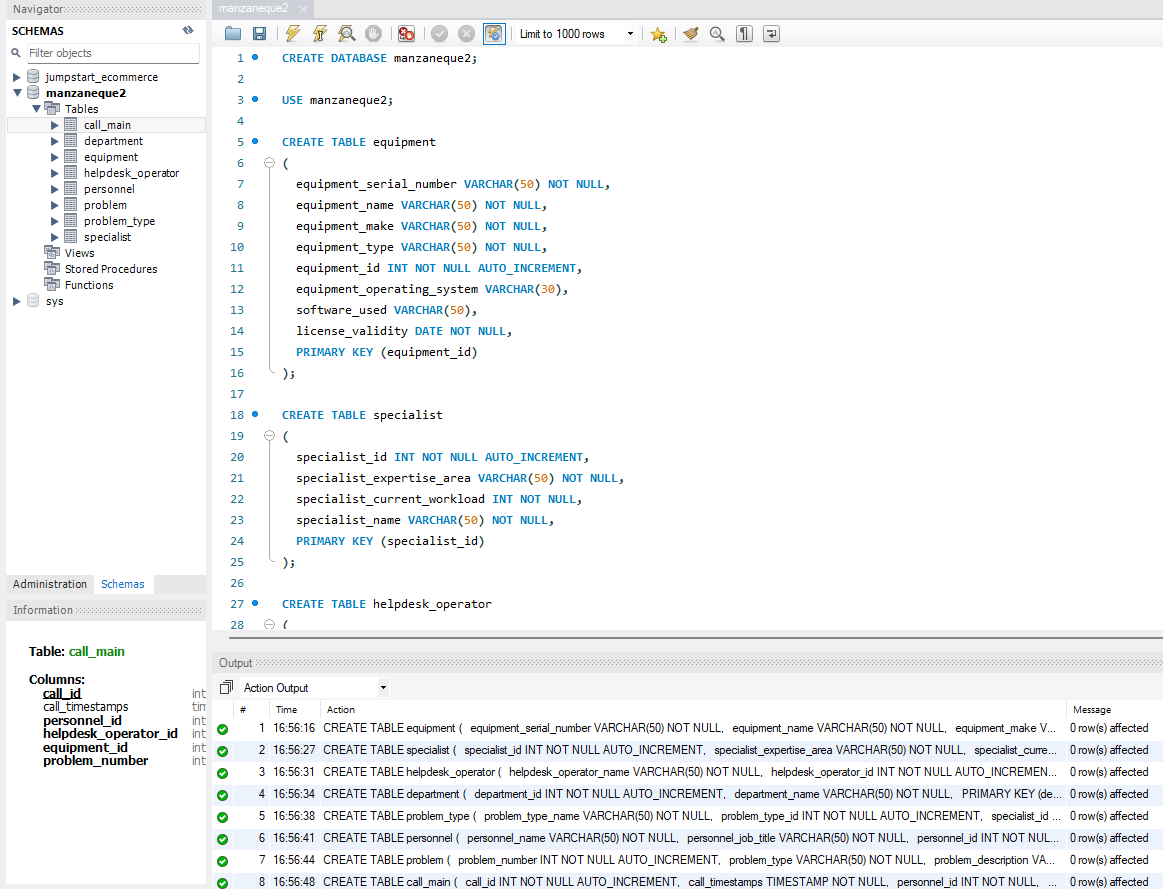 Navigator
SCHEMAS
Filter objects
jumpstart_ecommerce
manzaneque2
Tables
call_main
department
equipment
helpdesk_operator
personnel
problem
problem_type
specialist
Views
Stored Procedures
Functions
sys
Administration Schemas
Information
Table: call_main
Columns:
call_id int
call_timestamps tim
personnel_id int
helpdesk_operator_id int
equipment_id int
problem_number int
manzaneque2
Limit to 1000 rows
1 CREATE DATABASE manzaneque2;
2
3 USE manzaneque2;
4
5 CREATE TABLE equipment
6 (
7 equipment_serial_number VARCHAR(50) NOT NULL,
8 equipment_name VARCHAR(50) NOT NULL,
9 equipment_make VARCHAR(50) NOT NULL,
10 equipment_type VARCHAR(50) NOT NULL,
11 equipment_id INT NOT NULL AUTO_INCREMENT,
12 equipment_operating_system VARCHAR(30),
13 software_used VARCHAR(50),
14 license_validity DATE NOT NULL,
15 PRIMARY KEY (equipment_id)
16 );
17
18 CREATE TABLE specialist
19 (
20 specialist_id INT NOT NULL AUTO_INCREMENT,
21 specialist_expertise_area VARCHAR(50) NOT NULL,
22 specialist_current_workload INT NOT NULL,
23 specialist_name VARCHAR(50) NOT NULL,
24 PRIMARY KEY (specialist_id)
25 );
26
27 CREATE TABLE helpdesk_operator
28 (
Output
Action Output
# Time Action Message
1 16:56:16 CREATE TABLE equipment ( equipment_serial_number VARCHAR(50) NOT NULL, equipment_name VARCHAR(50) NOT NULL, equipment_make V... 0 row(s) affected
2 16:56:27 CREATE TABLE specialist ( specialist_id INT NOT NULL AUTO_INCREMENT, specialist_expertise_area VARCHAR(50) NOT NULL, specialist_curre... 0 row(s) affected
3 16:56:31 CREATE TABLE helpdesk_operator ( helpdesk_operator_name VARCHAR(50) NOT NULL, helpdesk_operator_id INT NOT NULL AUTO_INCREMEN... 0 row(s) affected
4 16:56:34 CREATE TABLE department ( department_id INT NOT NULL AUTO_INCREMENT, department_name VARCHAR(50) NOT NULL, PRIMARY KEY (de... 0 row(s) affected
5 16:56:38 CREATE TABLE problem_type ( problem_type_name VARCHAR(50) NOT NULL, problem_type_id INT NOT NULL AUTO_INCREMENT, specialist_id ... 0 row(s) affected
6 16:56:41 CREATE TABLE personnel ( personnel_name VARCHAR(50) NOT NULL, personnel_job_title VARCHAR(50) NOT NULL, personnel_id INT NOT NUL... 0 row(s) affected
7 16:56:44 CREATE TABLE problem ( problem_number INT NOT NULL AUTO_INCREMENT, problem_type VARCHAR(50) NOT NULL, problem_description VA... 0 row(s) affected
8 16:56:48 CREATE TABLE call_main ( call_id INT NOT NULL AUTO_INCREMENT, call_timestamps TIMESTAMP NOT NULL, personnel_id INT NOT NULL, ... 0 row(s) affected